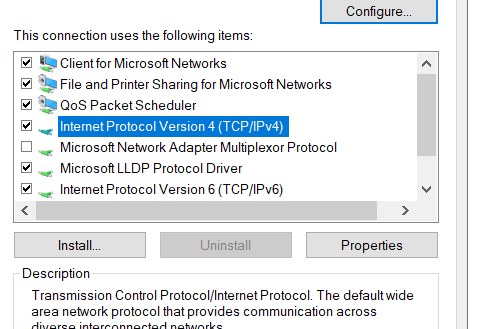 Configure...
This connection uses the following items:
Client for Microsoft Networks
File and Printer Sharing for Microsoft Networks
QoS Packet Scheduler
Internet Protocol Version 4 (TCP/IPv4)
Microsoft Network Adapter Multiplexor Protocol
Microsoft LLDP Protocol Driver
Internet Protocol Version 6 (TCP/IPv6)
Install... Uninstall Properties
Description
Transmission Control Protocol/Internet Protocol. The default wide
area network protocol that provides communication across
diverse interconnected networks.